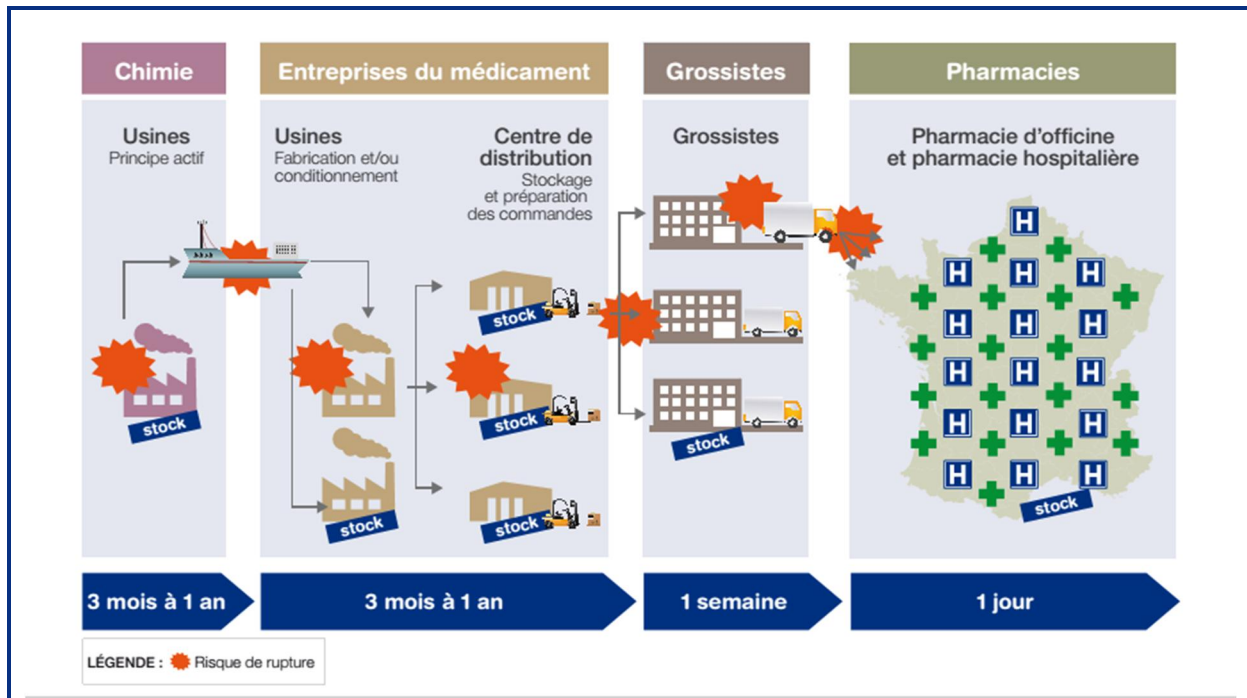 Chimie
Entreprises du médicament
Grossistes
Pharmacies
Usines
Principe actif
Usines
Fabrication et/ou
conditionnement
Centre de
distribution
Stockage
et préparation
des commandes
Grossistes
Pharmacie d'officine
et pharmacie hospitalière
H
H
H
H
stock
H
H
H
stock
H
H
H
stock
stock
H
H
H
stock
H
H
H
stock
stock
stock
3 mois à 1 an
3 mois à 1 an
1 semaine
1 jour
LÉGENDE :
Risque de rupture